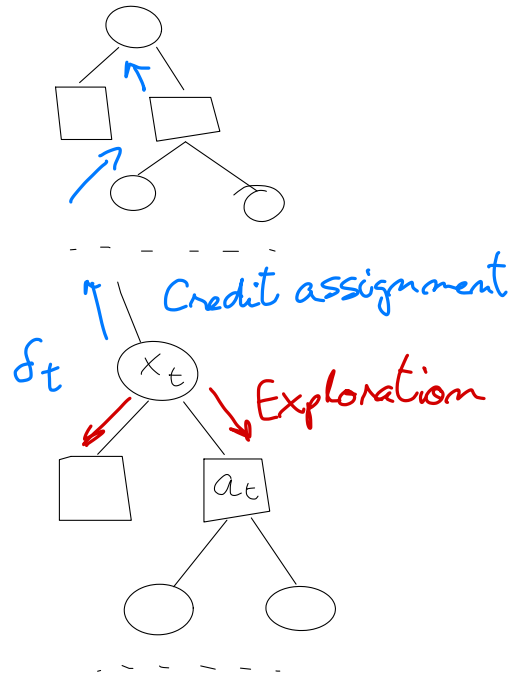 Credit assignment
δt
xt
Exploration
at